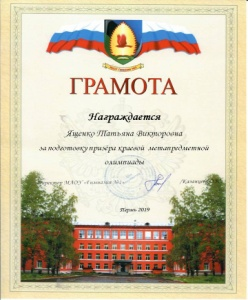 ГРАМОТА
Награждается
Ященко Татьяна Викторовна
за подготовку призёра краевой метапредметной
олимпиады
Директор МАОУ «Гимназия
Пермь 2019